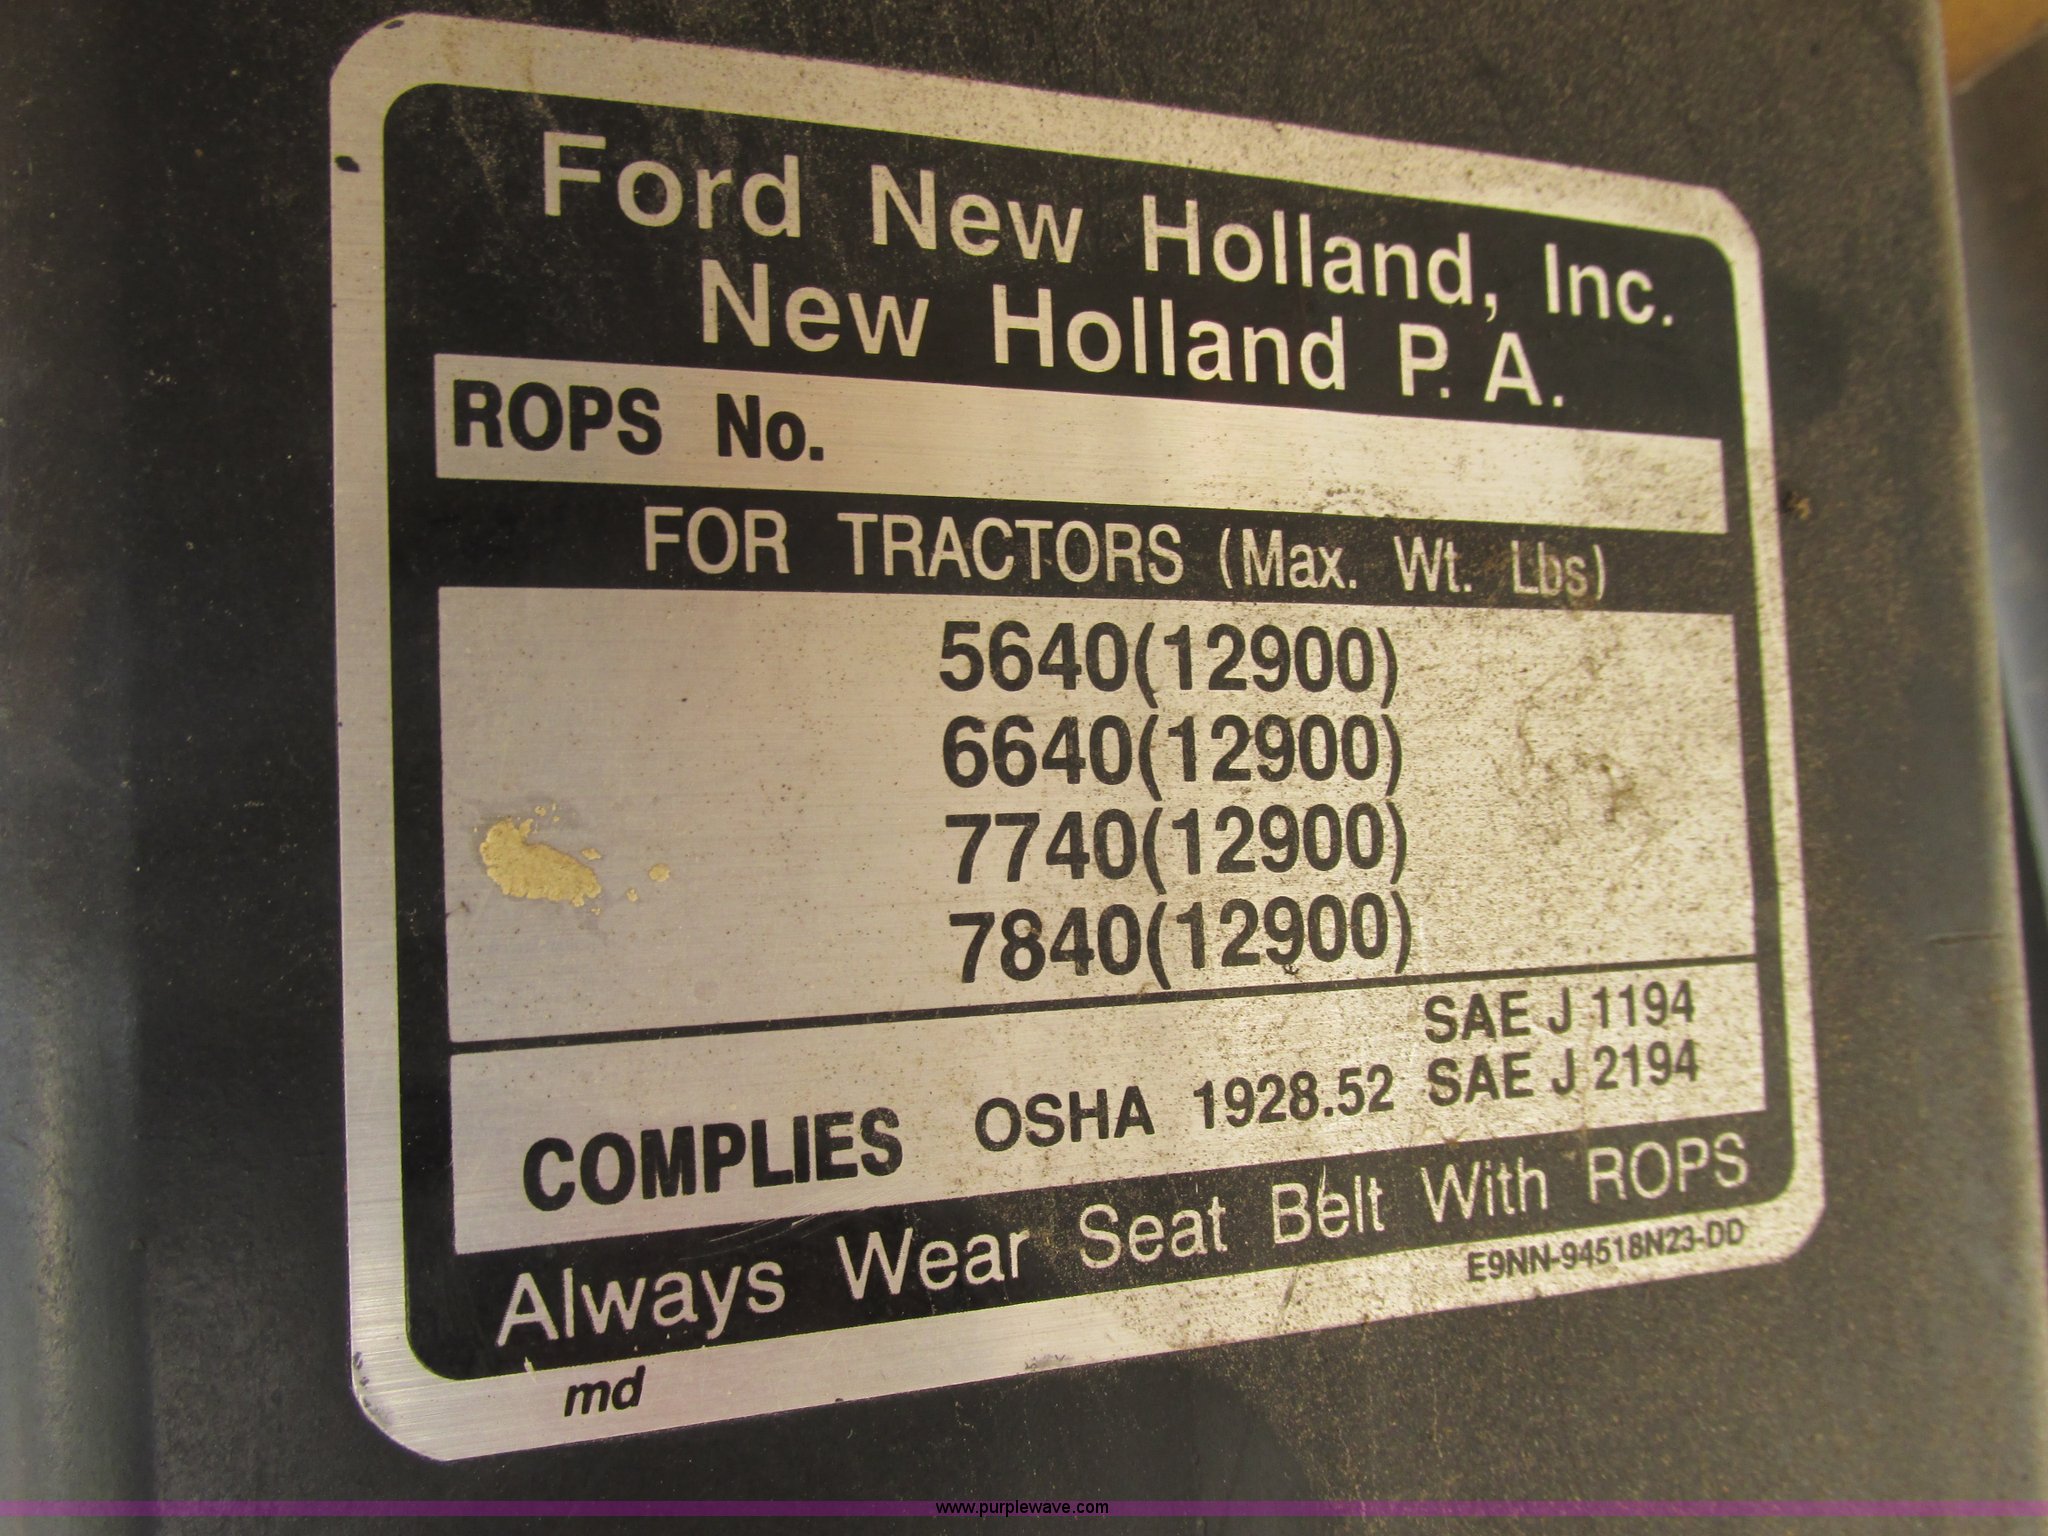 Ford New Holland, Inc.
New Holland P. A.
ROPS No.
FOR TRACTORS (Max. Wt. Lbs)
5640(12900)
6640(12900)
7740(12900)
7840(12900)
SAE J 1194
COMPLIES OSHA 1928.52 SAE J 2194
Always Wear Seat Belt With ROPS
E9NN-94518N23-DD
md
www.purplewave.com